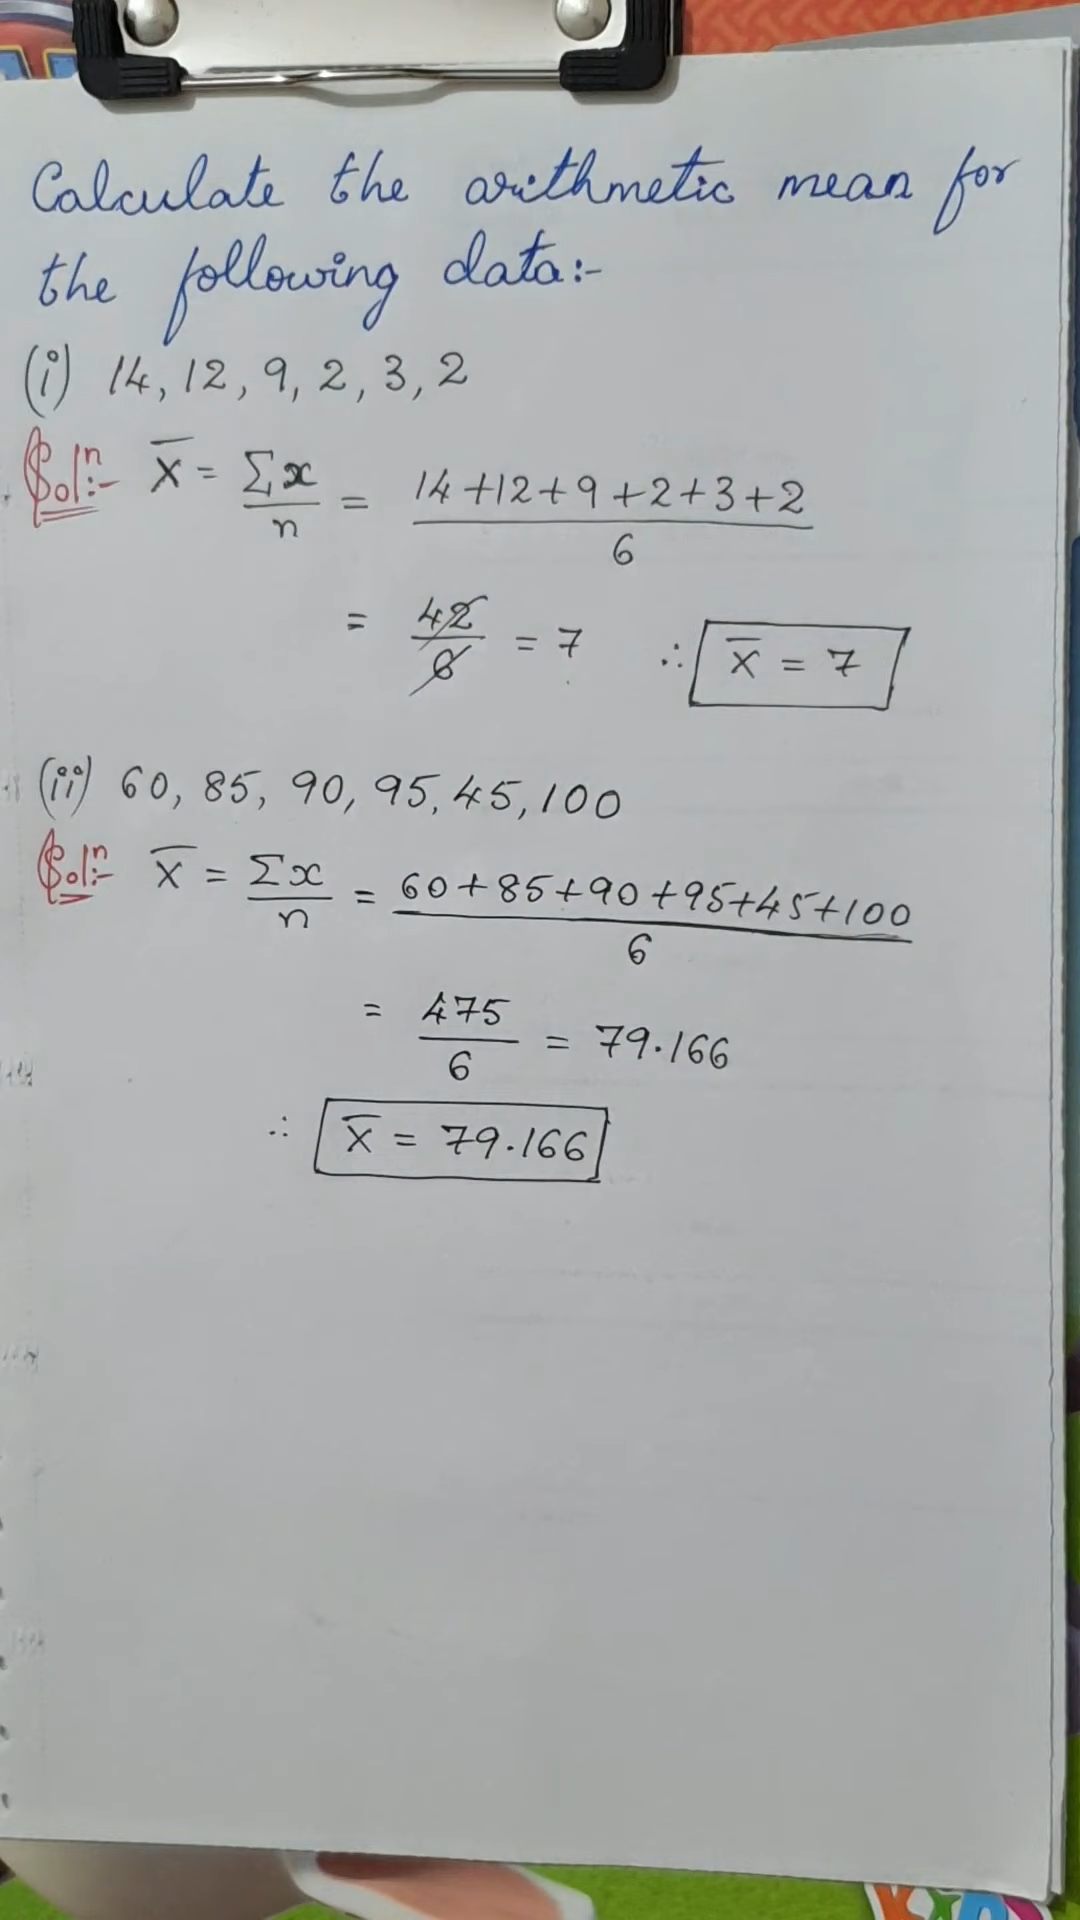 Calculate the arithmetic mean for
the following data:-
(i) 14, 12, 9, 2, 3, 2
Solⁿ:- X̄ = Σx/n = 14+12+9+2+3+2/6
= 42/6 = 7 ∴ X̄ = 7
(ii) 60, 85, 90, 95, 45, 100
Solⁿ:- X̄ = Σx/n = 60+85+90+95+45+100/6
= 475/6 = 79.166
∴ X̄ = 79.166